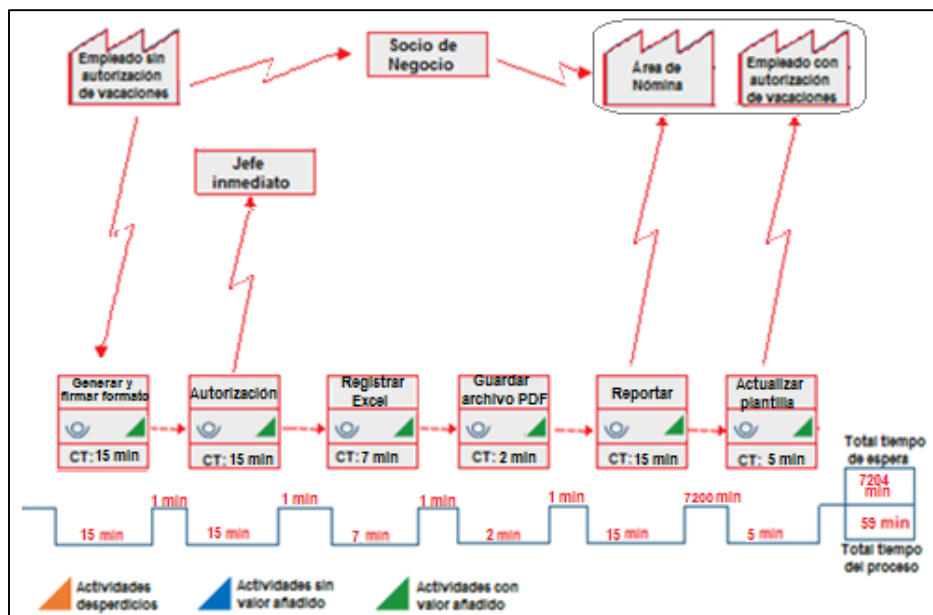 Empleado sin
autorización
de vacaciones
Socio de
Negocio
Area de
Nómina
Empleado con
autorización
de vacaciones
Jefe
inmediato
Generar y
firmar formato
CT: 15 min
Autorización
CT: 15 min
Registrar
Excel
CT: 7 min
Guardar
archivo PDF
CT: 2 min
Reportar
CT: 15 min
Actualizar
plantilla
CT: 5 min
Total tiempo
de espera
7204
min
59 min
Total tiempo
del proceso
1 min
1 min
1 min
1 min
7200 min
15 min
15 min
7 min
2 min
15 min
5 min
Actividades
desperdicios
Actividades sin
valor añadido
Actividades con
valor añadido